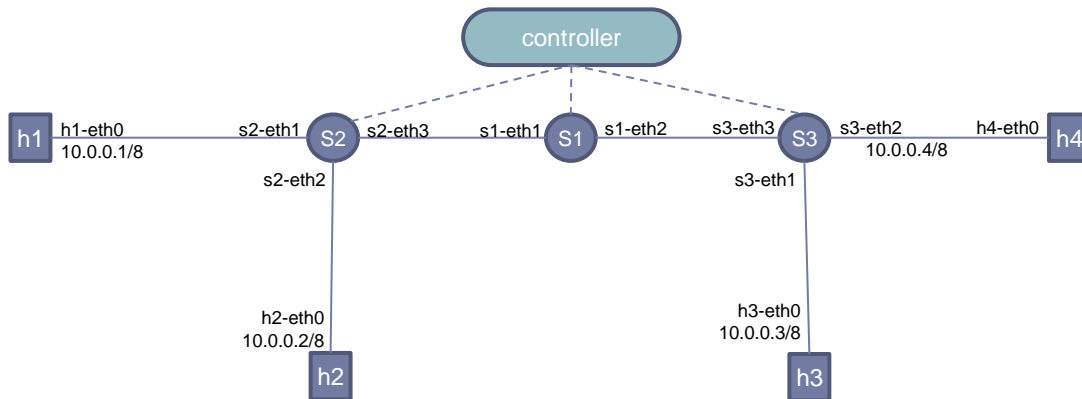 controller
h1
h1-eth0
10.0.0.1/8
s2-eth1
S2
s2-eth3
s1-eth1
S1
s1-eth2
s3-eth3
S3
s3-eth2
10.0.0.4/8
h4-eth0
h4
s2-eth2
s3-eth1
h2-eth0
10.0.0.2/8
h2
h3-eth0
10.0.0.3/8
h3